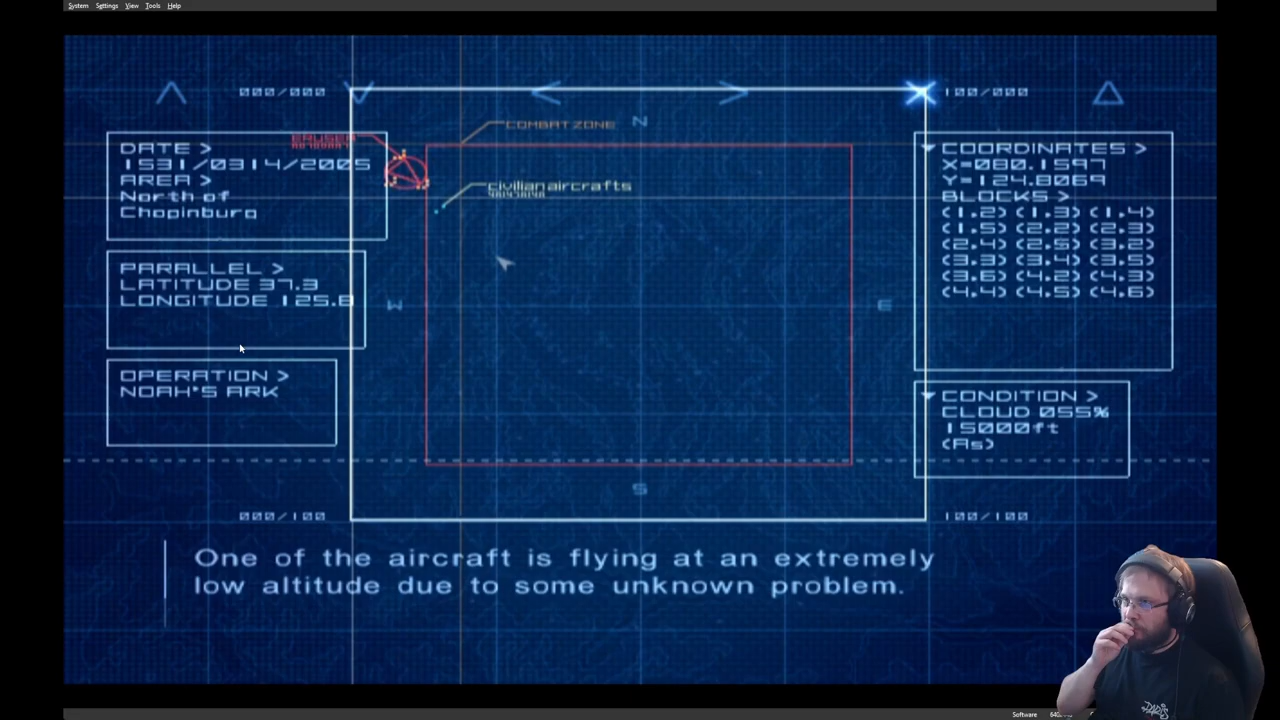 System Settings View Tools Help
000/000
100/000
COMBAT ZONE
N
ERUSEA
DATE >
1531/0314/2005
AREA >
North of
Chopinburg
civilian aircrafts
COORDINATES >
X=080.1597
Y=124.8069
BLOCKS >
(1.2) (1.3) (1.4)
(1.5) (2.2) (2.3)
(2.4) (2.5) (3.2)
(3.3) (3.4) (3.5)
(3.6) (4.2) (4.3)
(4.4) (4.5) (4.6)
PARALLEL >
LATITUDE 37.3
LONGITUDE 125.8
W
E
OPERATION >
NOAH'S ARK
CONDITION >
CLOUD 055%
15000ft
(As)
S
000/100
100/100
One of the aircraft is flying at an extremely
low altitude due to some unknown problem.
Software